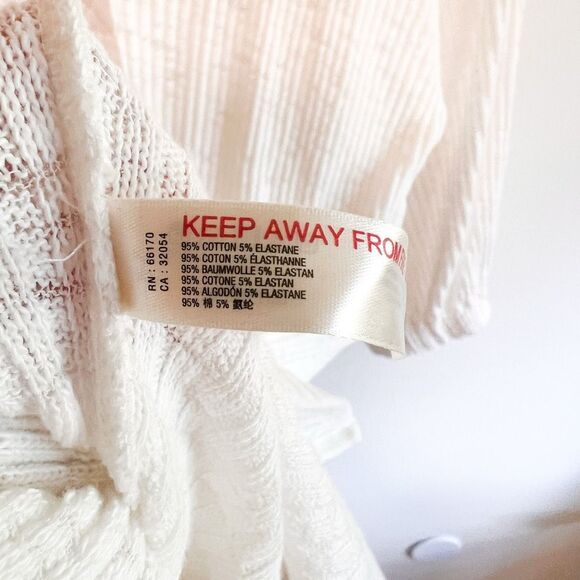 RN : 66170
CA : 32054
KEEP AWAY FROM
95% COTTON 5% ELASTANE
95% COTON 5% ÉLASTHANNE
95% BAUMWOLLE 5% ELASTAN
95% COTONE 5% ELASTAN
95% ALGODÓN 5% ELASTANE
95% 棉 5% 氨纶